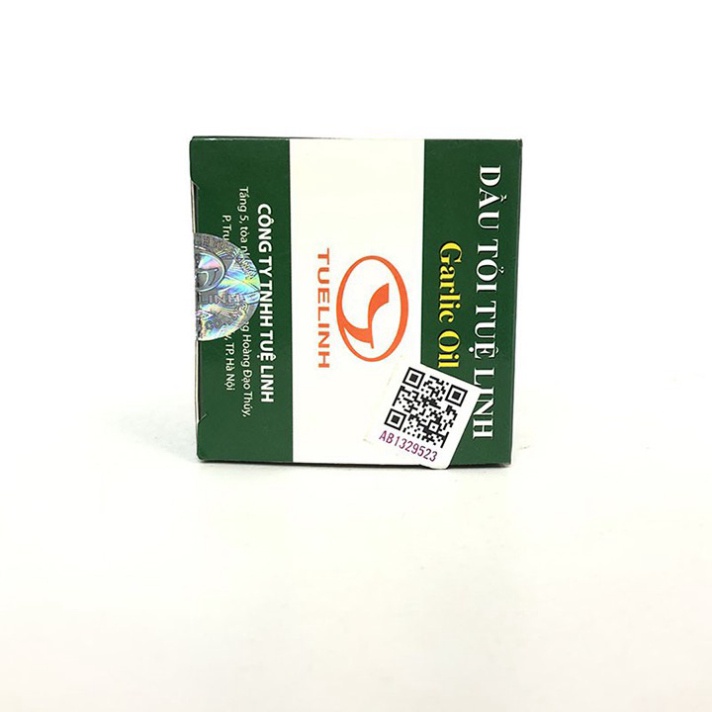 DẦU TỎI TUỆ LINH
Garlic Oil
TUELINH
CÔNG TY TNHH TUỆ LINH
Tầng 5, tòa Hoàng Đạo Thúy,
P. TP. Hà Nội
AB1329523